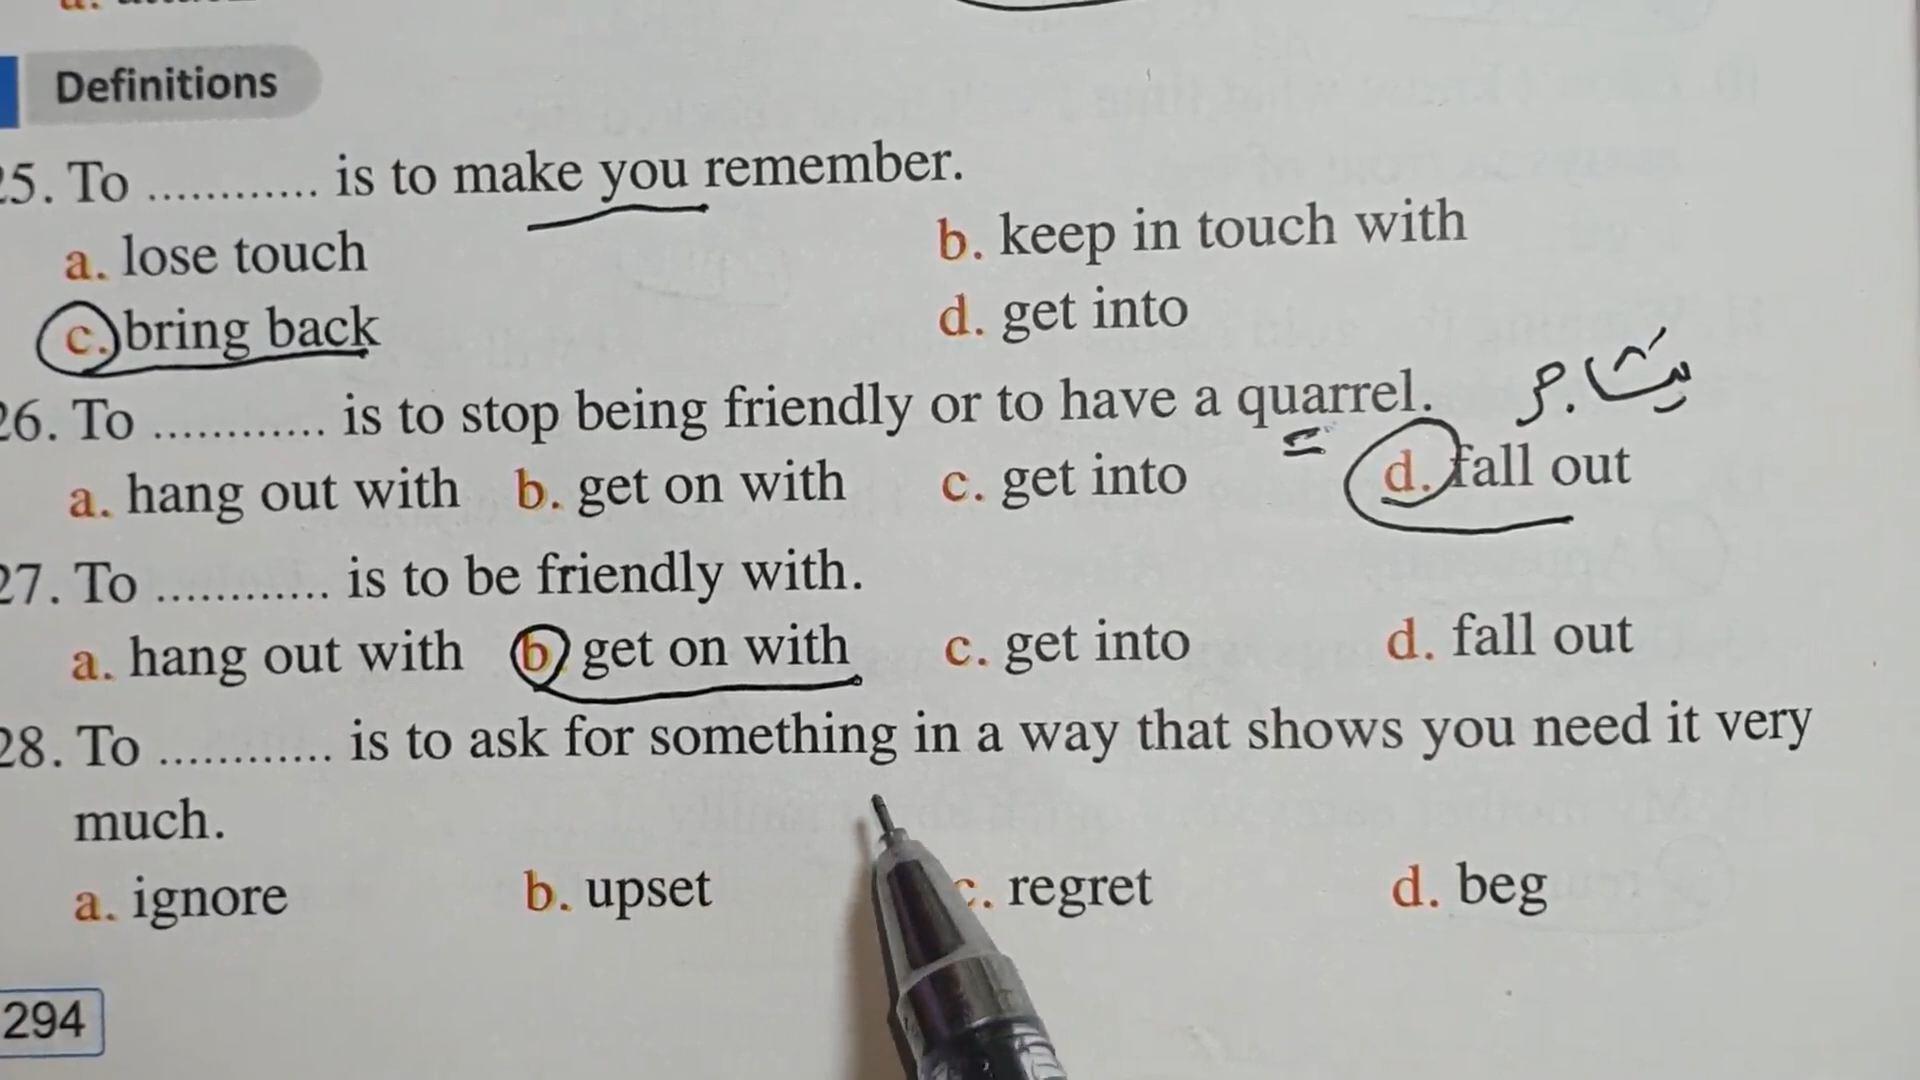 Definitions
25. To ............ is to make you remember.
a. lose touch b. keep in touch with
c. bring back d. get into
26. To ............ is to stop being friendly or to have a quarrel. يتشاجر
a. hang out with b. get on with c. get into d. fall out
27. To ............ is to be friendly with.
a. hang out with b. get on with c. get into d. fall out
28. To ............ is to ask for something in a way that shows you need it very
much.
a. ignore b. upset c. regret d. beg
294